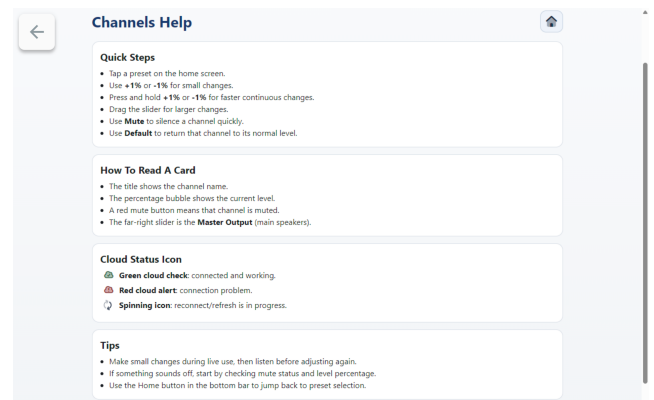 Channels Help
Quick Steps
Tap a preset on the home screen.
Use +1% or -1% for small changes.
Press and hold +1% or -1% for faster continuous changes.
Drag the slider for larger changes.
Use Mute to silence a channel quickly.
Use Default to return that channel to its normal level.
How To Read A Card
The title shows the channel name.
The percentage bubble shows the current level.
A red mute button means that channel is muted.
The far-right slider is the Master Output (main speakers).
Cloud Status Icon
Green cloud check: connected and working.
Red cloud alert: connection problem.
Spinning icon: reconnect/refresh is in progress.
Tips
Make small changes during live use, then listen before adjusting again.
If something sounds off, start by checking mute status and level percentage.
Use the Home button in the bottom bar to jump back to preset selection.